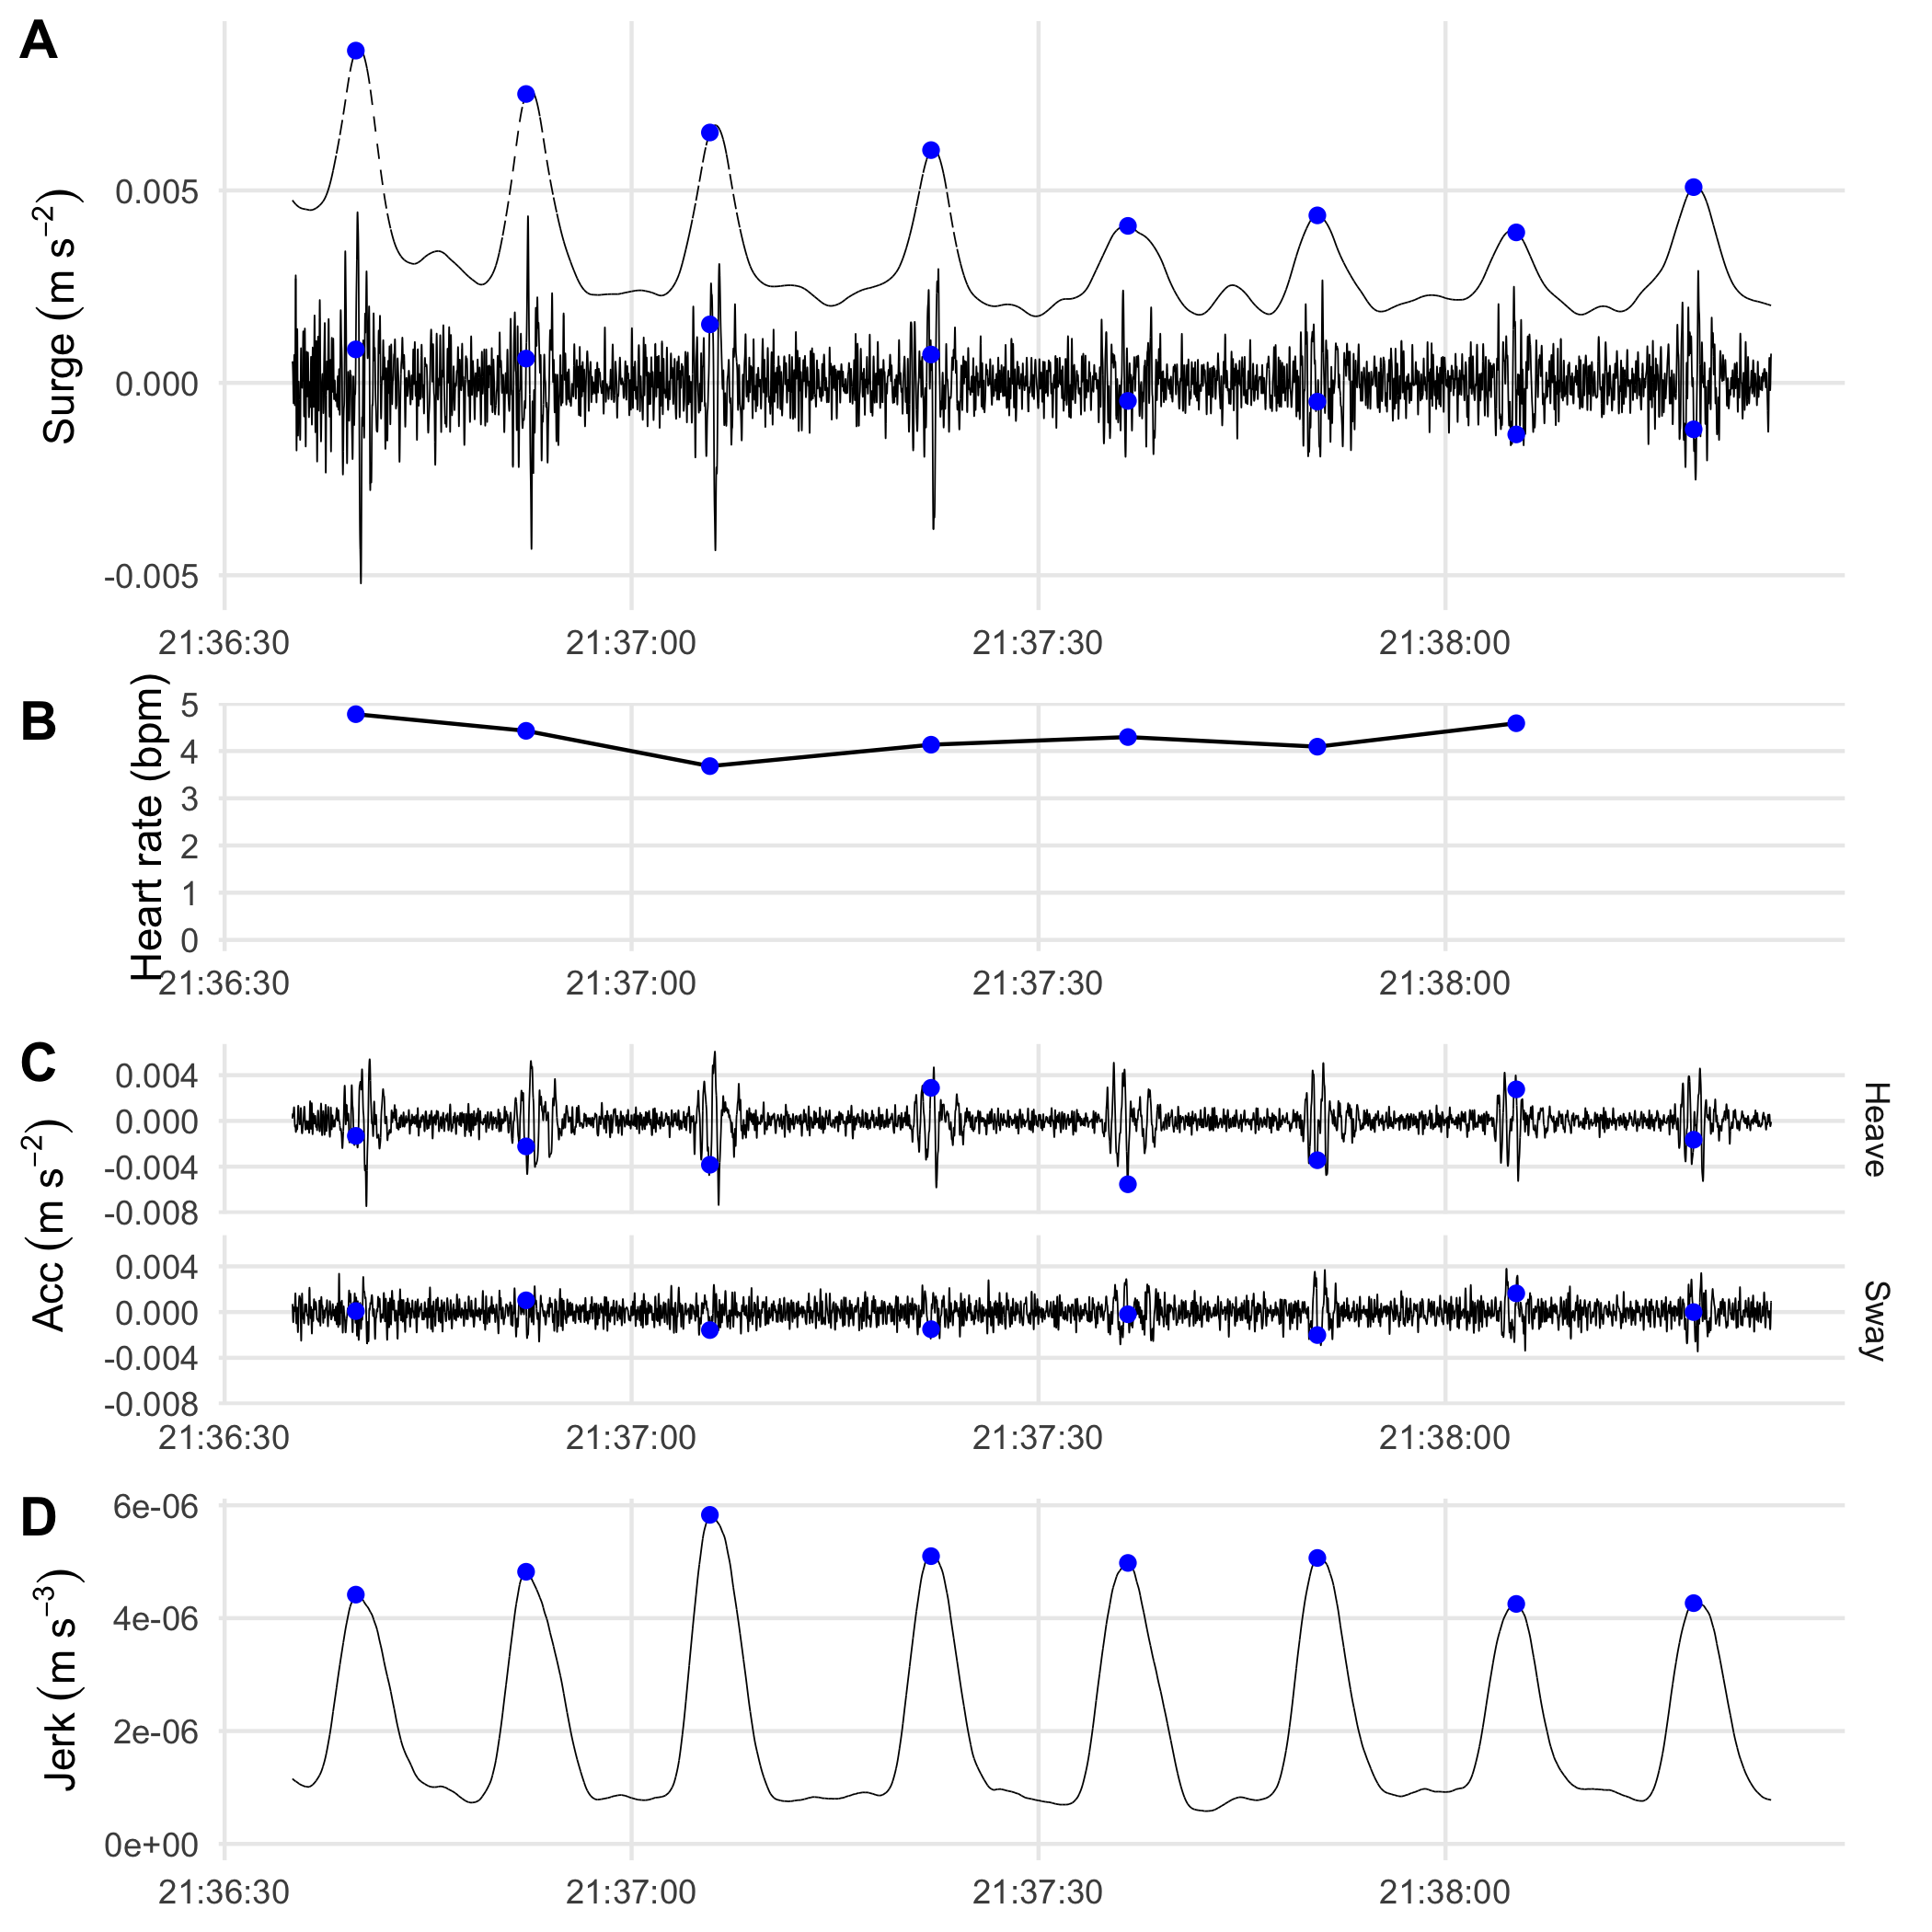 A
Surge (m s⁻²)
0.005
0.000
-0.005
21:36:30 21:37:00 21:37:30 21:38:00
B
Heart rate (bpm)
5
4
3
2
1
0
21:36:30 21:37:00 21:37:30 21:38:00
C
Acc (m s⁻²)
0.004
0.000
-0.004
-0.008
Heave
0.004
0.000
-0.004
-0.008
Sway
21:36:30 21:37:00 21:37:30 21:38:00
D
Jerk (m s⁻³)
6e-06
4e-06
2e-06
0e+00
21:36:30 21:37:00 21:37:30 21:38:00